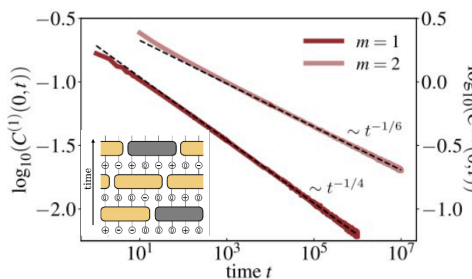 −0.5
−1.0
−1.5
−2.0
log₁₀(C⁽¹⁾(0,t))
m = 1
m = 2
~ t^{−1/6}
~ t^{−1/4}
time
0.5
0.0
−0.5
−1.0
10¹
10³
10⁵
10⁷
time t